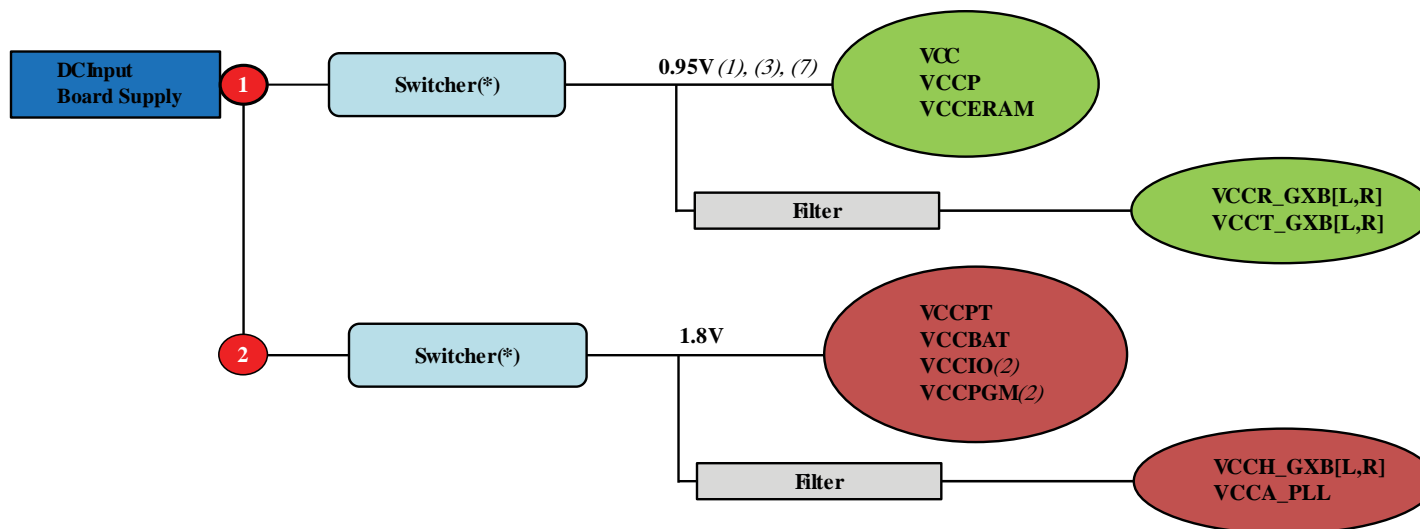 DCInput
Board Supply
1
Switcher(*)
0.95V (1), (3), (7)
VCC
VCCP
VCCERAM
Filter
VCCR_GXB[L,R]
VCCT_GXB[L,R]
2
Switcher(*)
1.8V
VCCPT
VCCBAT
VCCIO(2)
VCCPGM(2)
Filter
VCCH_GXB[L,R]
VCCA_PLL